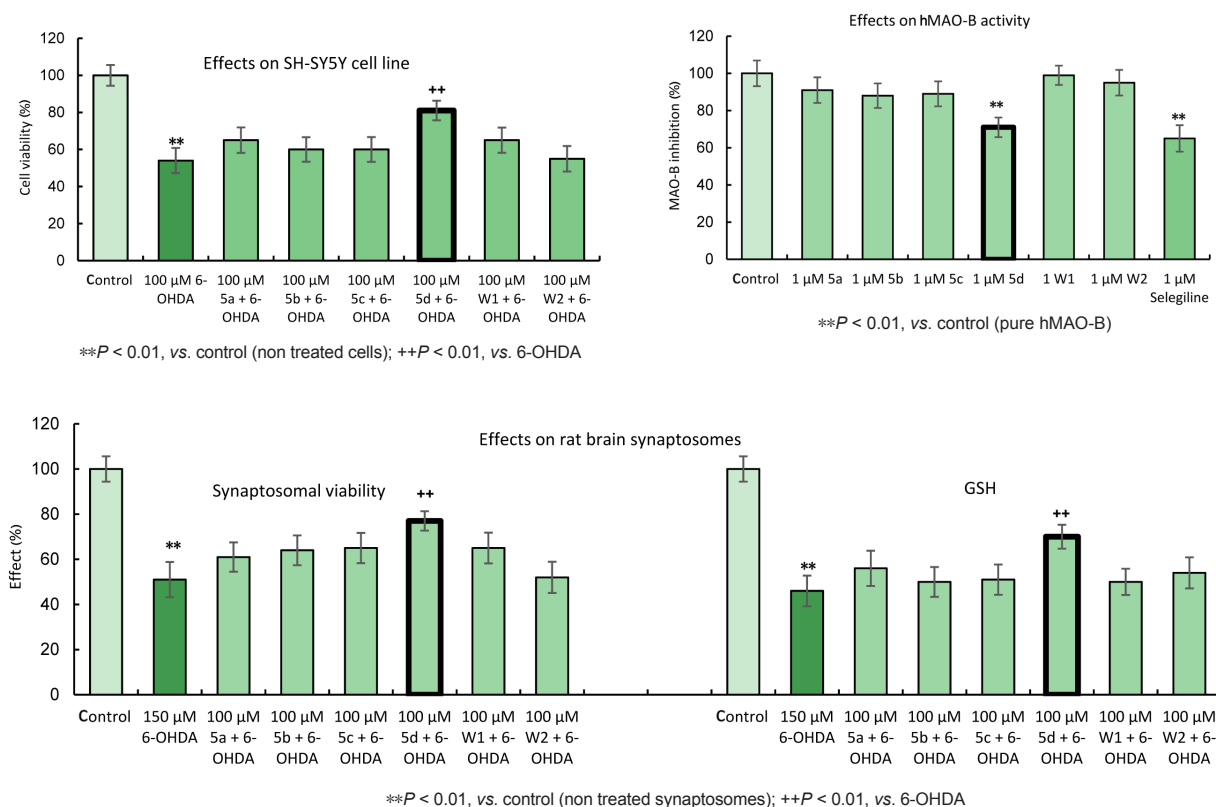 Effects on SH-SY5Y cell line
Cell viability (%)
120
100
80
60
40
20
0
**
++
Control
100 µM 6-
OHDA
100 µM
5a + 6-
OHDA
100 µM
5b + 6-
OHDA
100 µM
5c + 6-
OHDA
100 µM
5d + 6-
OHDA
100 µM
W1 + 6-
OHDA
100 µM
W2 + 6-
OHDA
**P < 0.01, vs. control (non treated cells); ++P < 0.01, vs. 6-OHDA
Effects on hMAO-B activity
MAO-B inhibition (%)
120
100
80
60
40
20
0
**
**
Control
1 µM 5a
1 µM 5b
1 µM 5c
1 µM 5d
1 W1
1 µM W2
1 µM
Selegiline
**P < 0.01, vs. control (pure hMAO-B)
Effects on rat brain synaptosomes
Effect (%)
120
100
80
60
40
20
0
Synaptosomal viability
**
++
Control
150 µM
6-OHDA
100 µM
5a + 6-
OHDA
100 µM
5b + 6-
OHDA
100 µM
5c + 6-
OHDA
100 µM
5d + 6-
OHDA
100 µM
W1 + 6-
OHDA
100 µM
W2 + 6-
OHDA
GSH
**
++
Control
150 µM
6-OHDA
100 µM
5a + 6-
OHDA
100 µM
5b + 6-
OHDA
100 µM
5c + 6-
OHDA
100 µM
5d + 6-
OHDA
100 µM
W1 + 6-
OHDA
100 µM
W2 + 6-
OHDA
**P < 0.01, vs. control (non treated synaptosomes); ++P < 0.01, vs. 6-OHDA